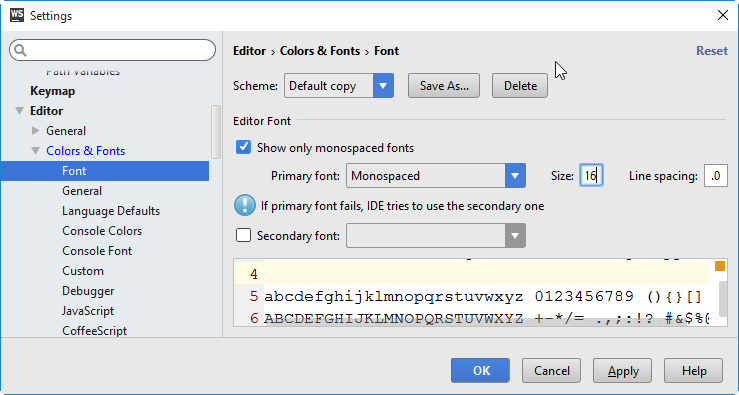 WS Settings
Editor › Colors & Fonts › Font Reset
Path Variables
Keymap
Editor
General
Colors & Fonts
Font
General
Language Defaults
Console Colors
Console Font
Custom
Debugger
JavaScript
CoffeeScript
Scheme: Default copy Save As... Delete
Editor Font
Show only monospaced fonts
Primary font: Monospaced Size: 16 Line spacing: .0
If primary font fails, IDE tries to use the secondary one
Secondary font:
4
5 abcdefghijklmnopqrstuvwxyz 0123456789 (){}[]
6 ABCDEFGHIJKLMNOPQRSTUVWXYZ +-*/= .,;:!? #&$%
OK Cancel Apply Help